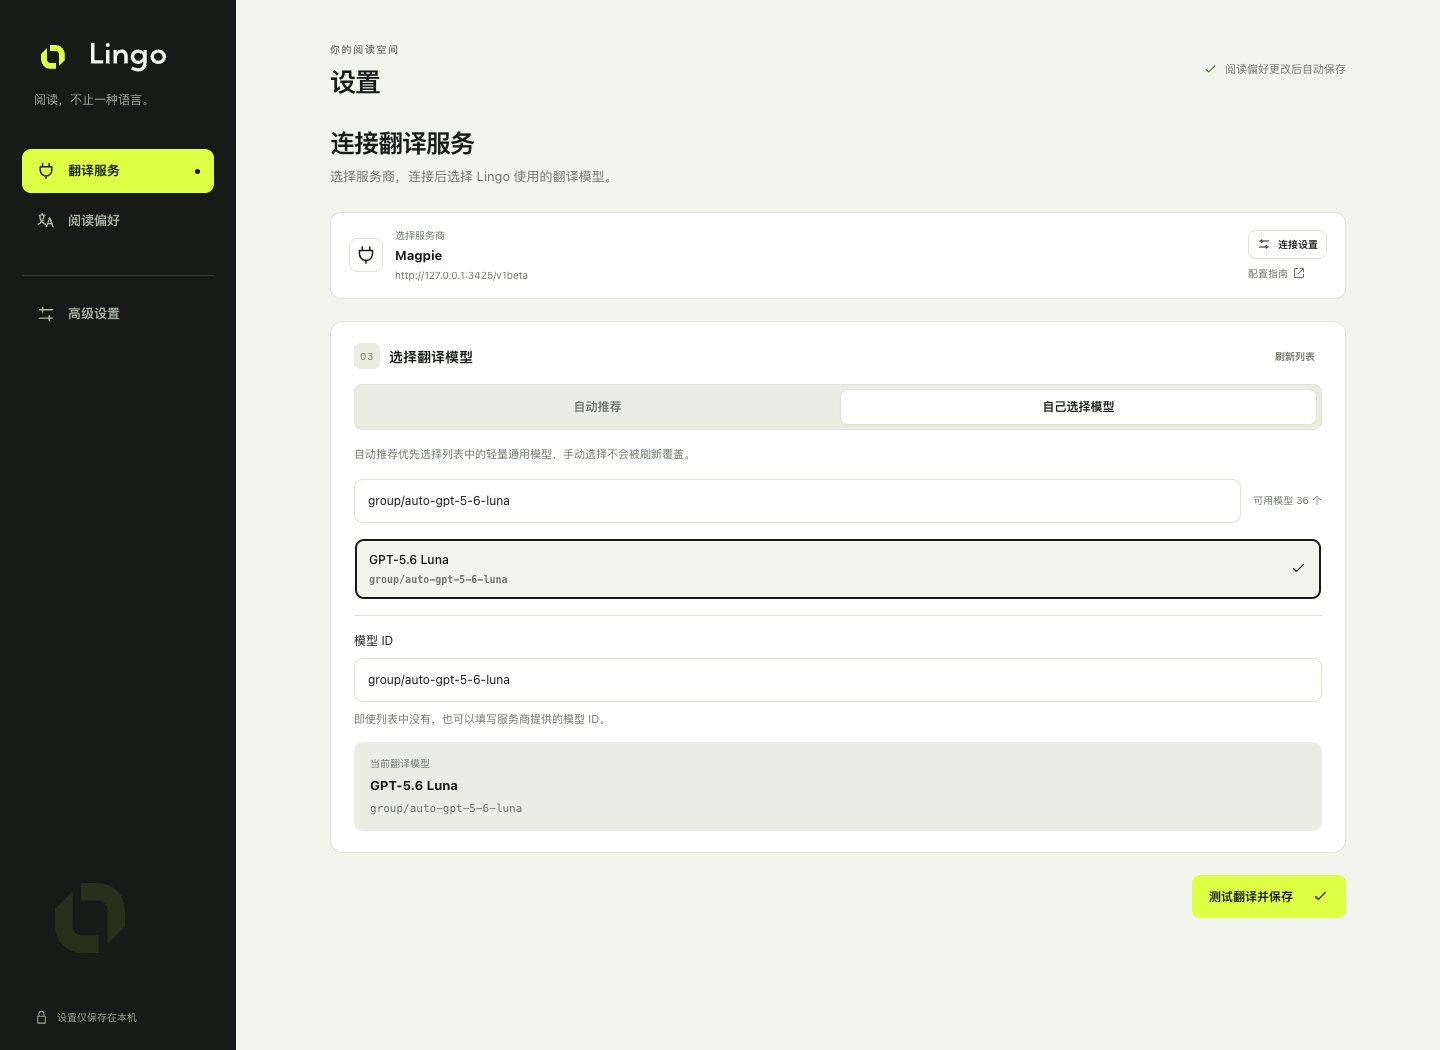 Lingo
阅读，不止一种语言。
翻译服务
阅读偏好
高级设置
设置仅保存在本机
你的阅读空间
设置
阅读偏好更改后自动保存
连接翻译服务
选择服务商，连接后选择 Lingo 使用的翻译模型。
选择服务商
Magpie
http://127.0.0.1:3425/v1beta
连接设置
配置指南
03
选择翻译模型
刷新列表
自动推荐
自己选择模型
自动推荐优先选择列表中的轻量通用模型，手动选择不会被刷新覆盖。
group/auto-gpt-5-6-luna
可用模型 36 个
GPT-5.6 Luna
group/auto-gpt-5-6-luna
模型 ID
group/auto-gpt-5-6-luna
即使列表中没有，也可以填写服务商提供的模型 ID。
当前翻译模型
GPT-5.6 Luna
group/auto-gpt-5-6-luna
测试翻译并保存